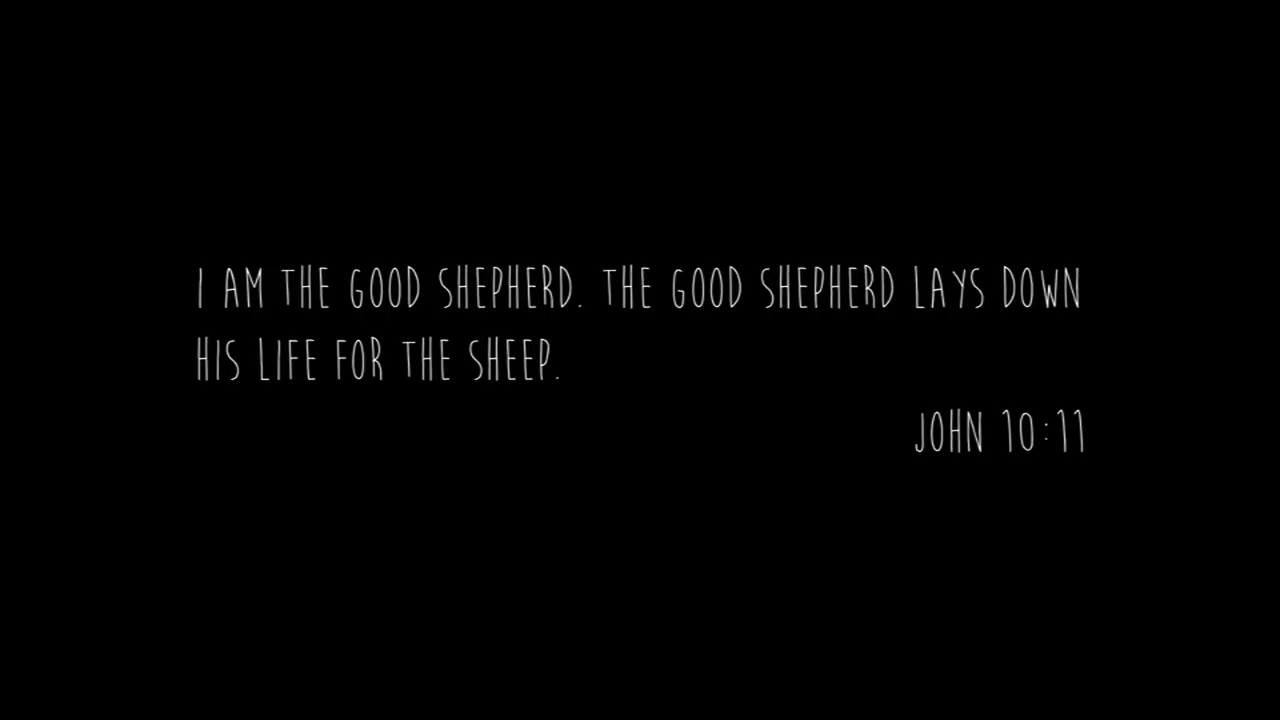 I AM THE GOOD SHEPHERD. THE GOOD SHEPHERD LAYS DOWN
HIS LIFE FOR THE SHEEP.
JOHN 10:11